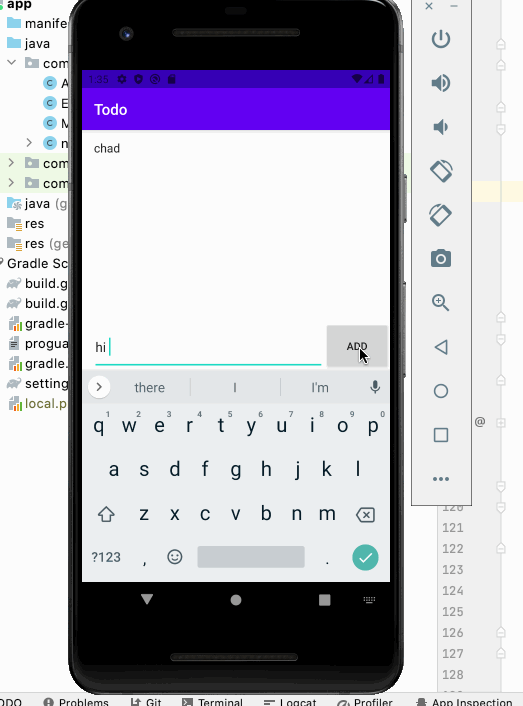 app
manife
java
com
A
E
M
n
com
com
java (g
res
res (ge
Gradle Sc
build.g
build.g
gradle-
progua
gradle.
setting
local.p
1:35
Todo
chad
hi
ADD
there I I'm
1 2 3 4 5 6 7 8 9 0
q w e r t y u i o p
a s d f g h j k l
z x c v b n m
?123 , .
@
120
121
122
123
124
125
126
127
128
ODO Problems Git Terminal Logcat Profiler App Inspection